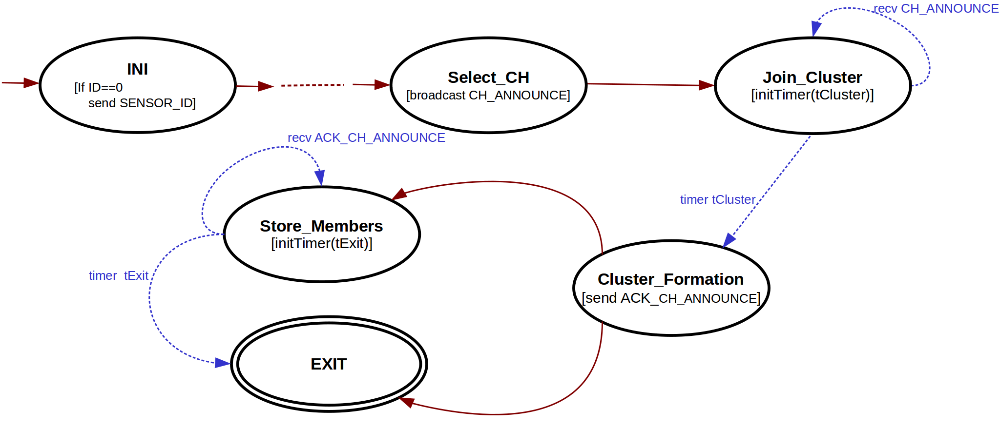 recv CH_ANNOUNCE
INI
[If ID==0
send SENSOR_ID]
Select_CH
[broadcast CH_ANNOUNCE]
Join_Cluster
[initTimer(tCluster)]
recv ACK_CH_ANNOUNCE
timer tCluster
Store_Members
[initTimer(tExit)]
timer  tExit
Cluster_Formation
[send ACK_CH_ANNOUNCE]
EXIT